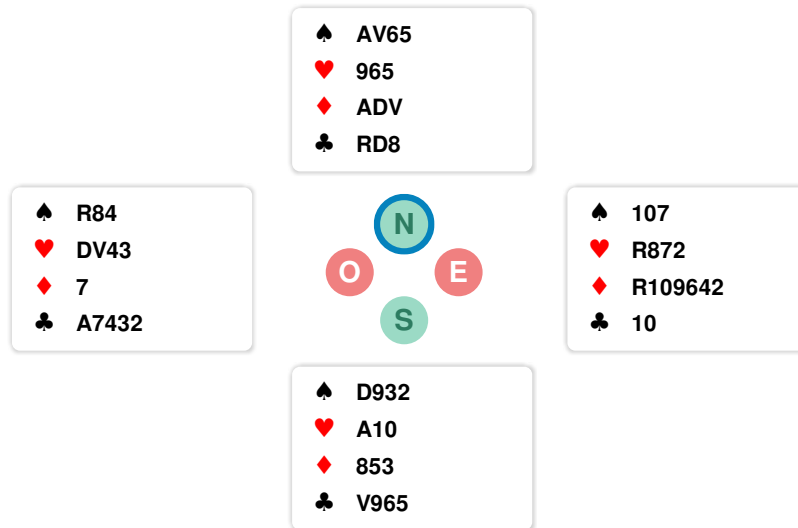 ♠ AV65
♥ 965
♦ ADV
♣ RD8
♠ R84
♥ DV43
♦ 7
♣ A7432
N
O
E
S
♠ 107
♥ R872
♦ R109642
♣ 10
♠ D932
♥ A10
♦ 853
♣ V965